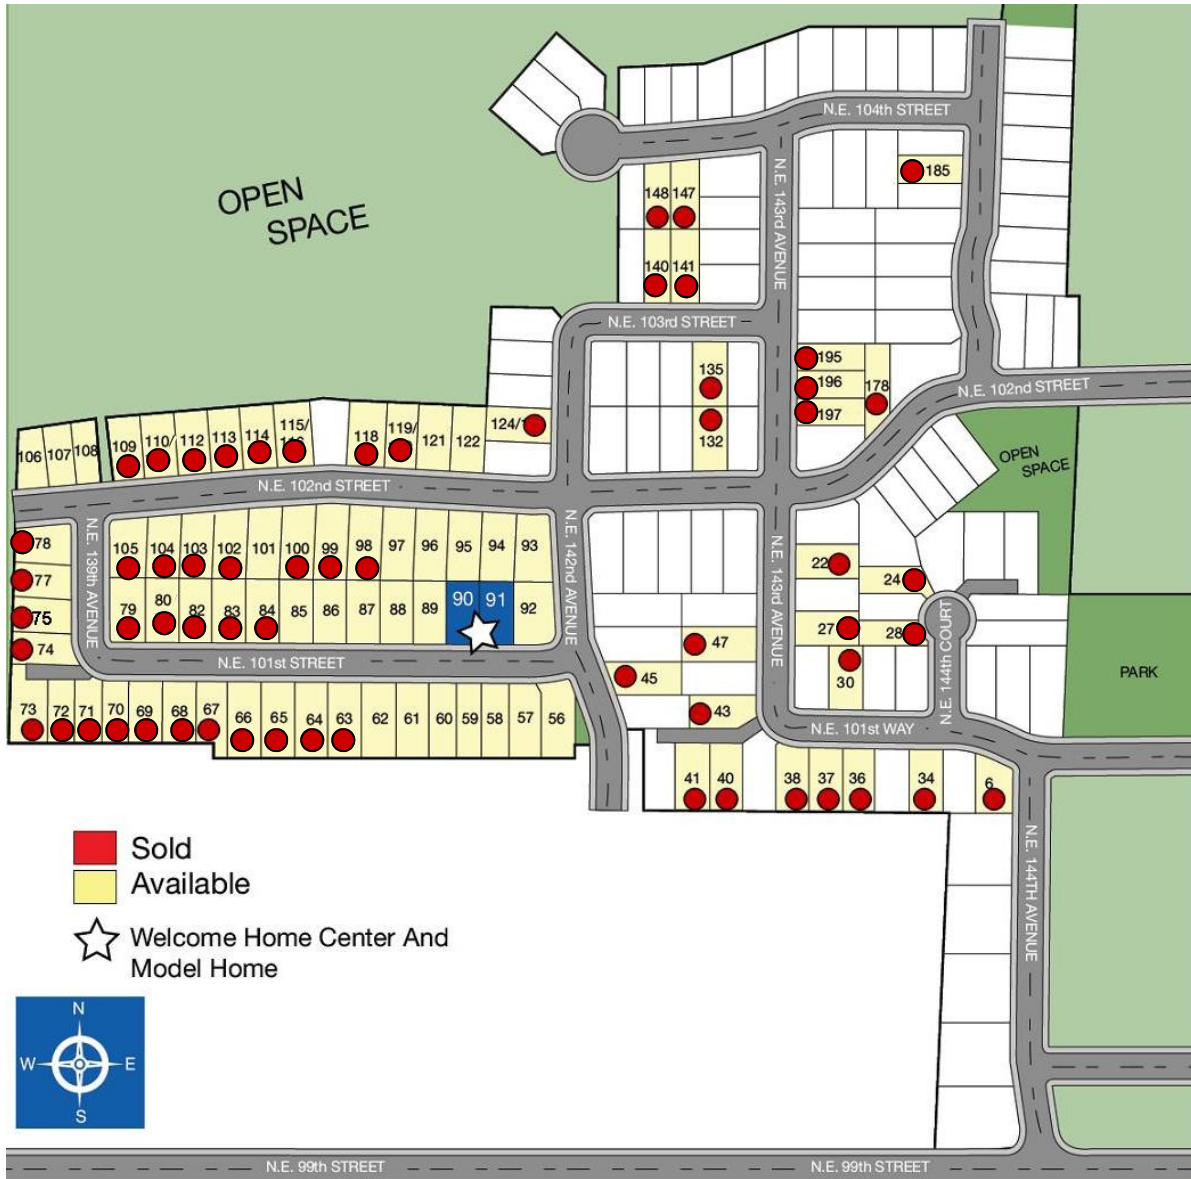 N.E. 104th STREET
185
N.E. 143rd AVENUE
OPEN
SPACE
148 147
140 141
N.E. 103rd STREET
135
132
195
196
197
178
N.E. 102nd STREET
OPEN
SPACE
106 107 108
109 110/ 112 113 114 115/
118 119/ 121 122 124/
N.E. 102nd STREET
N.E. 139th AVENUE
78
77
75
74
105 104 103 102 101 100 99 98 97 96 95 94 93
79 80 82 83 84 85 86 87 88 89 90 91 92
N.E. 142nd AVENUE
N.E. 101st STREET
73 72 71 70 69 68 67 66 65 64 63 62 61 60 59 58 57 56
N.E. 143rd AVENUE
22
24
27
28
30
47
45
43
N.E. 144th COURT
PARK
N.E. 101st WAY
41 40 38 37 36 34 6
N.E. 144TH AVENUE
Sold
Available
Welcome Home Center And
Model Home
N
W E
S
N.E. 99th STREET
N.E. 99th STREET